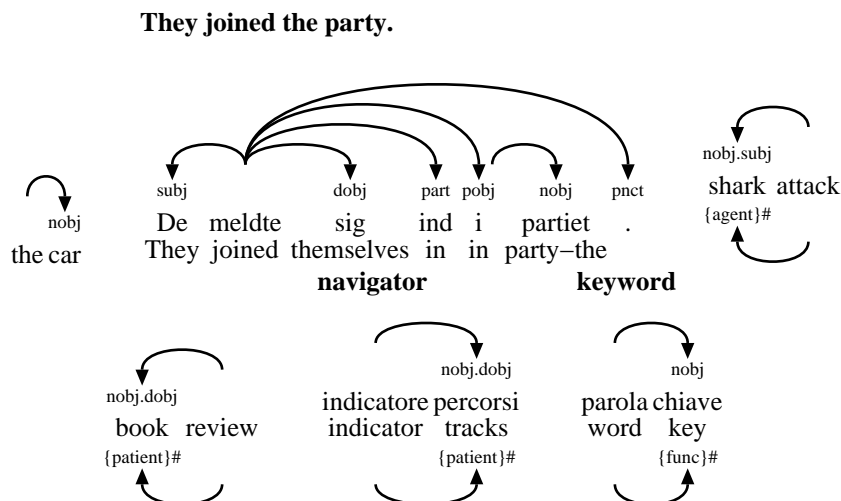 They joined the party.
subj dobj part pobj nobj pnct
De meldte sig ind i partiet .
They joined themselves in in party–the
nobj
the car
nobj.subj
shark attack
{agent}#
navigator
keyword
nobj.dobj
book review
{patient}#
nobj.dobj
indicatore percorsi
indicator tracks
{patient}#
nobj
parola chiave
word key
{func}#